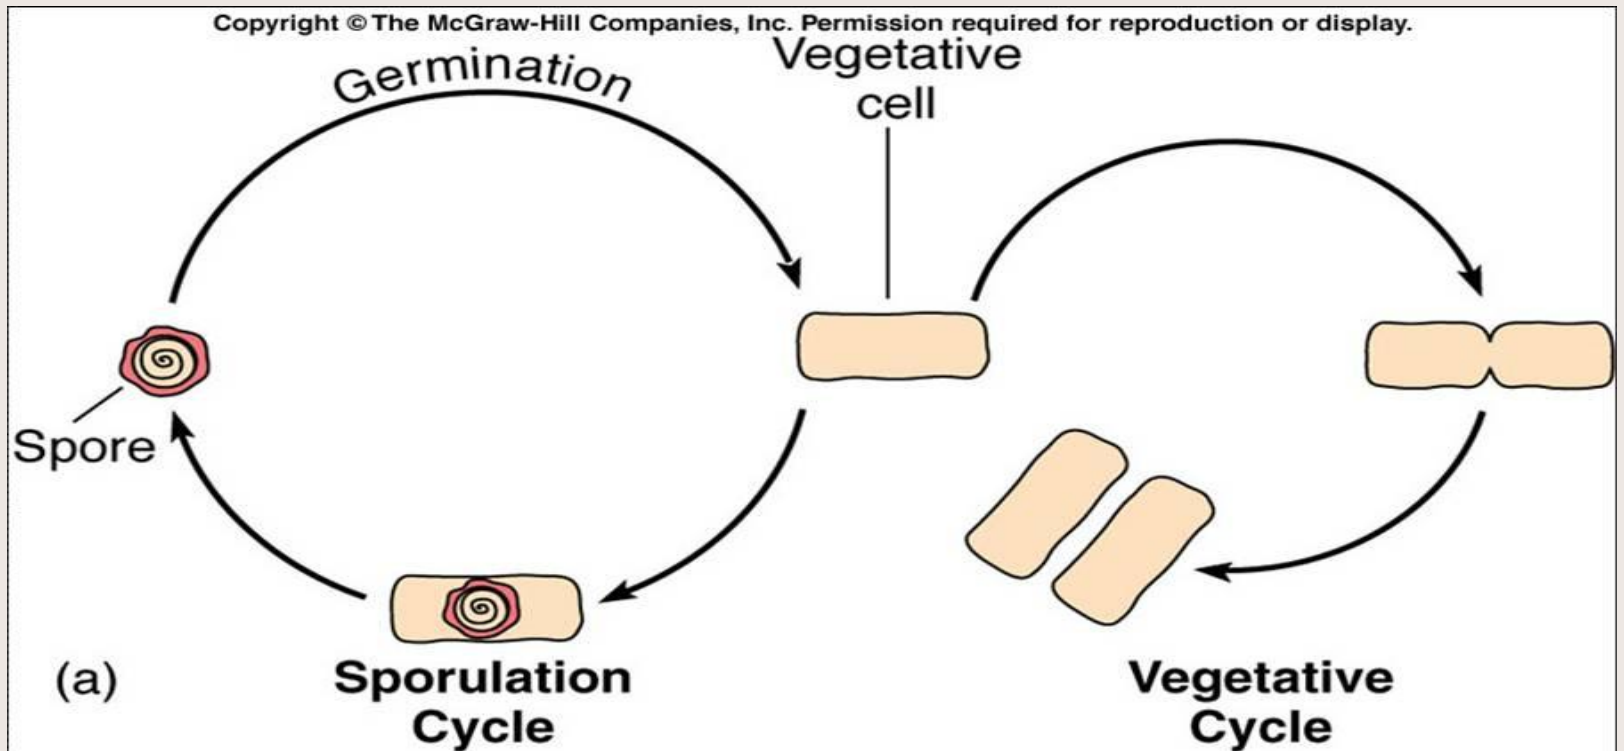 Copyright © The McGraw-Hill Companies, Inc. Permission required for reproduction or display.
Germination
Vegetative
cell
Spore
(a)
Sporulation
Cycle
Vegetative
Cycle